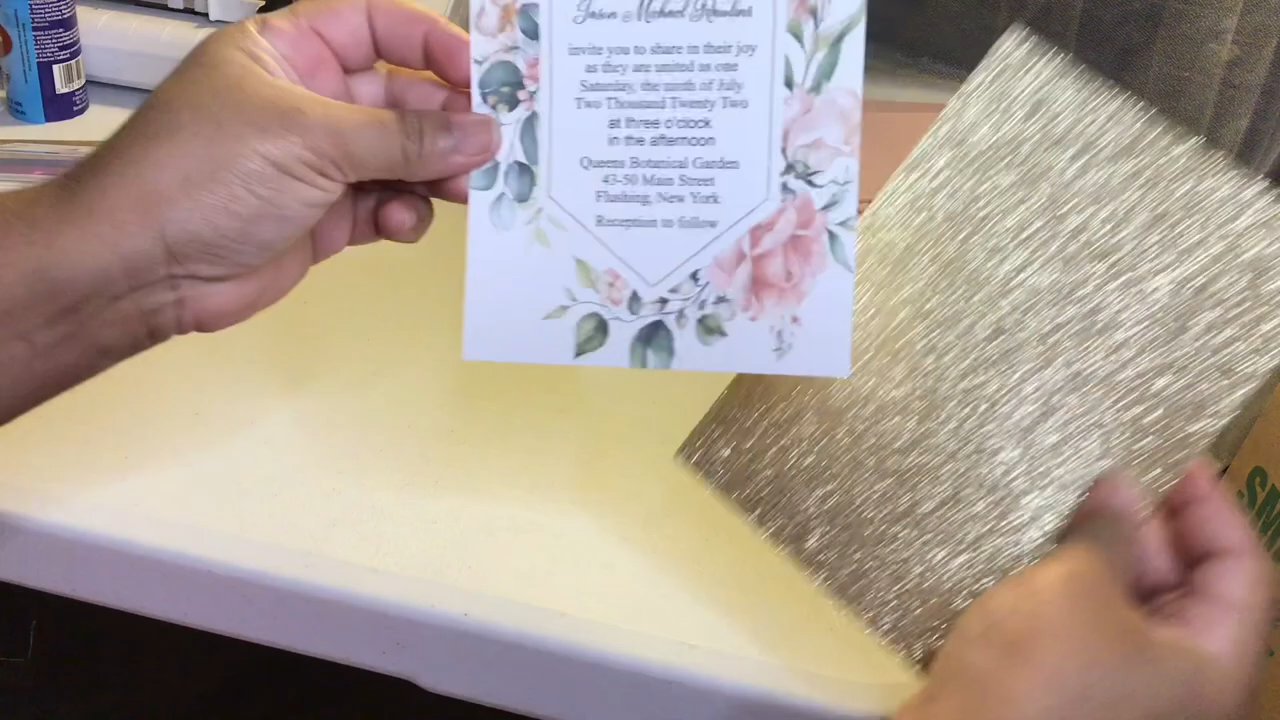 Jason Michael
invite you to share in their joy
as they are united as one
Saturday, the ninth of July
Two Thousand Twenty Two
at three o'clock
in the afternoon
Queens Botanical Garden
43-50 Main Street
Flushing, New York
Reception to follow